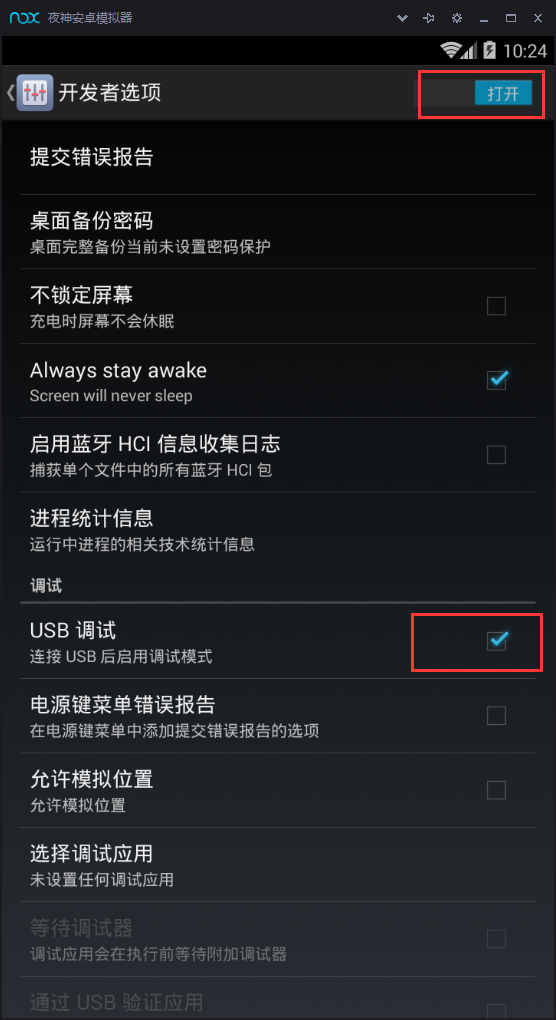 nox 夜神安卓模拟器
10:24
开发者选项
打开
提交错误报告
桌面备份密码
桌面完整备份当前未设置密码保护
不锁定屏幕
充电时屏幕不会休眠
Always stay awake
Screen will never sleep
启用蓝牙 HCI 信息收集日志
捕获单个文件中的所有蓝牙 HCI 包
进程统计信息
运行中进程的相关技术统计信息
调试
USB 调试
连接 USB 后启用调试模式
电源键菜单错误报告
在电源键菜单中添加提交错误报告的选项
允许模拟位置
允许模拟位置
选择调试应用
未设置任何调试应用
等待调试器
调试应用会在执行前等待附加调试器
通过 USB 验证应用